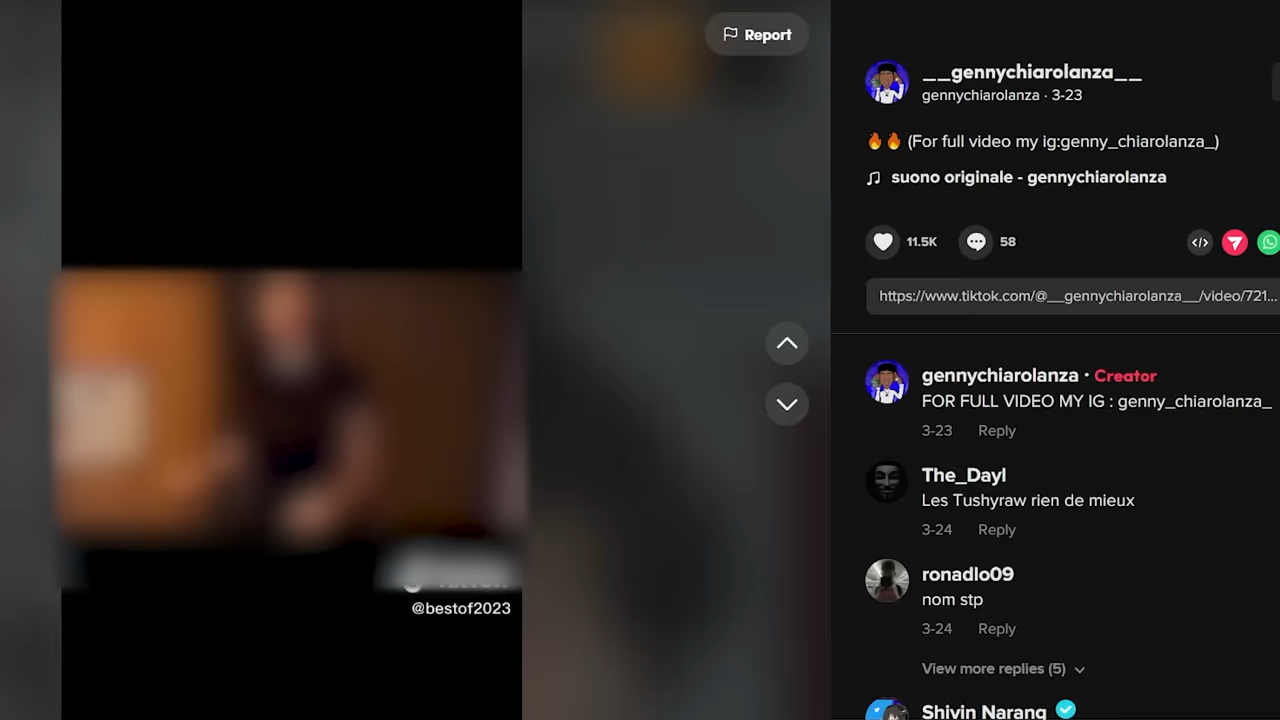 Report
__gennychiarolanza__
gennychiarolanza · 3-23
🔥🔥 (For full video my ig:genny_chiarolanza_)
suono originale - gennychiarolanza
11.5K
58
https://www.tiktok.com/@__gennychiarolanza__/video/721...
gennychiarolanza · Creator
FOR FULL VIDEO MY IG : genny_chiarolanza_
3-23 Reply
The_Dayl
Les Tushyraw rien de mieux
3-24 Reply
ronadlo09
nom stp
3-24 Reply
View more replies (5)
Shivin Narang
@bestof2023